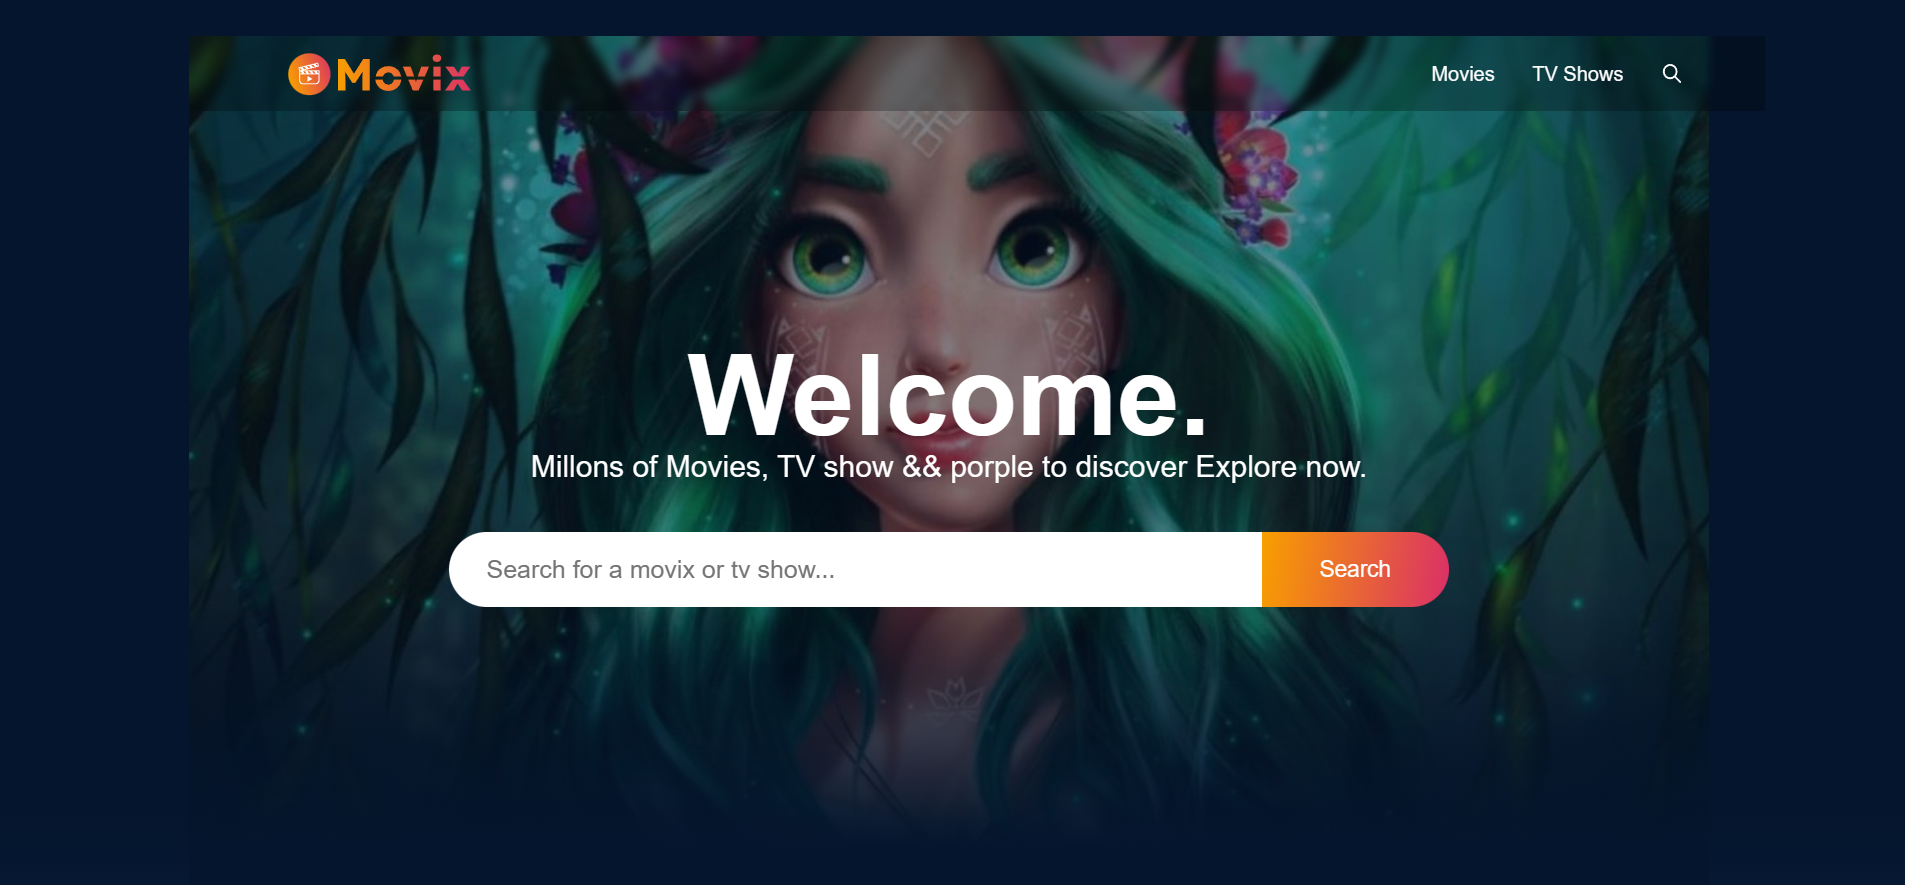 Movix
Movies TV Shows
Welcome.
Millons of Movies, TV show && porple to discover Explore now.
Search for a movix or tv show... Search